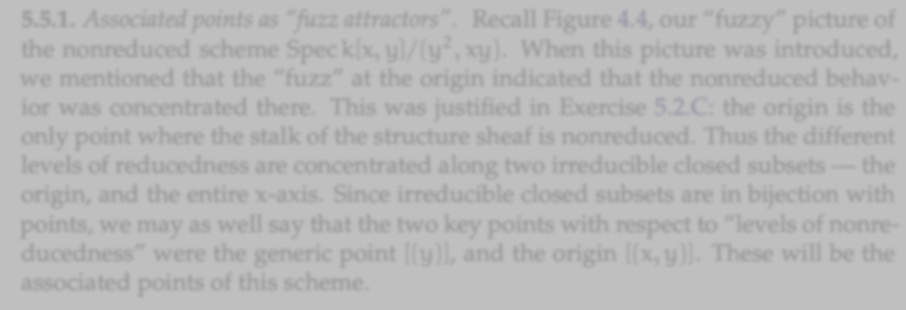 5.5.1. Associated points as “fuzz attractors”. Recall Figure 4.4, our “fuzzy” picture of
the nonreduced scheme Spec k[x, y]/(y², xy). When this picture was introduced,
we mentioned that the “fuzz” at the origin indicated that the nonreduced behav-
ior was concentrated there. This was justified in Exercise 5.2.C: the origin is the
only point where the stalk of the structure sheaf is nonreduced. Thus the different
levels of reducedness are concentrated along two irreducible closed subsets — the
origin, and the entire x-axis. Since irreducible closed subsets are in bijection with
points, we may as well say that the two key points with respect to “levels of nonre-
ducedness” were the generic point [(y)], and the origin [(x, y)]. These will be the
associated points of this scheme.